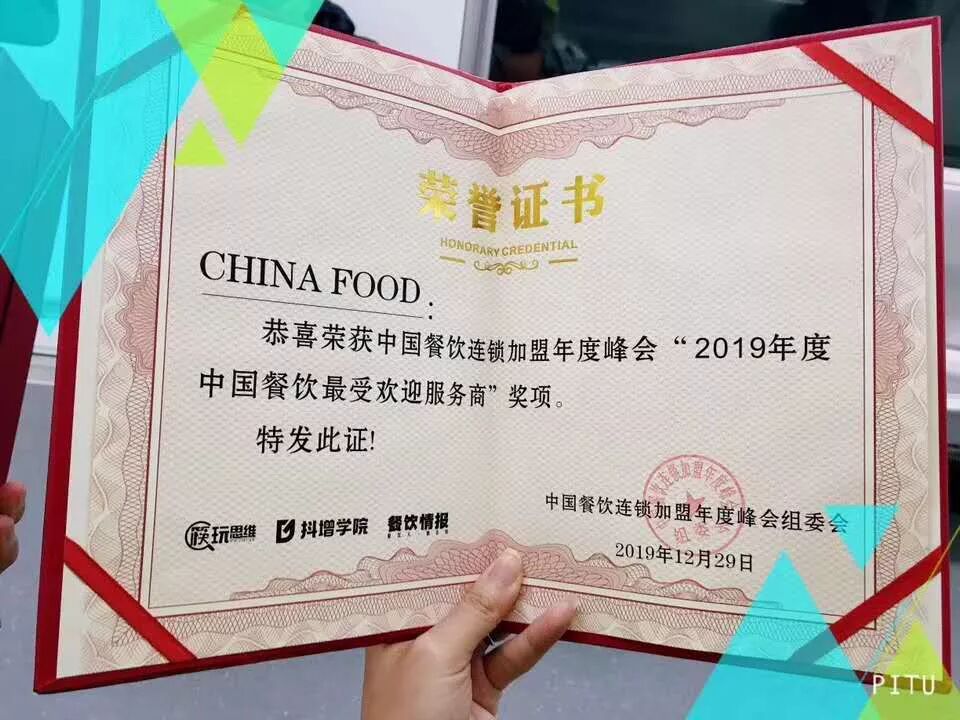 荣誉证书
HONORARY CREDENTIAL
CHINA FOOD:
恭喜荣获中国餐饮连锁加盟年度峰会“2019年度
中国餐饮最受欢迎服务商”奖项。
特发此证!
筷玩思维 抖增学院 餐饮情报
中国餐饮连锁加盟年度峰会组委会
2019年12月29日
PITU